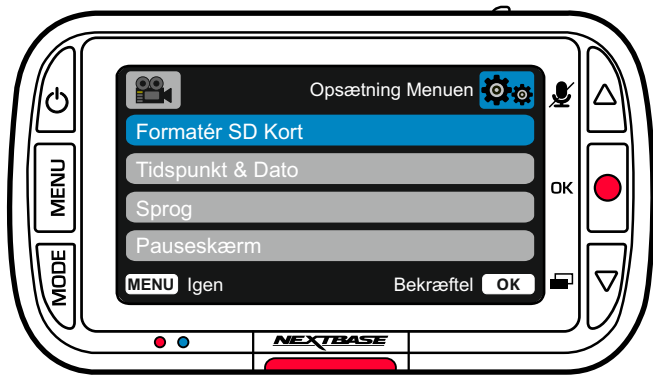 Opsætning Menuen
Formatér SD Kort
Tidspunkt & Dato
Sprog
Pauseskærm
MENU Igen
Bekræftel OK
MENU
MODE
OK
NEXTBASE